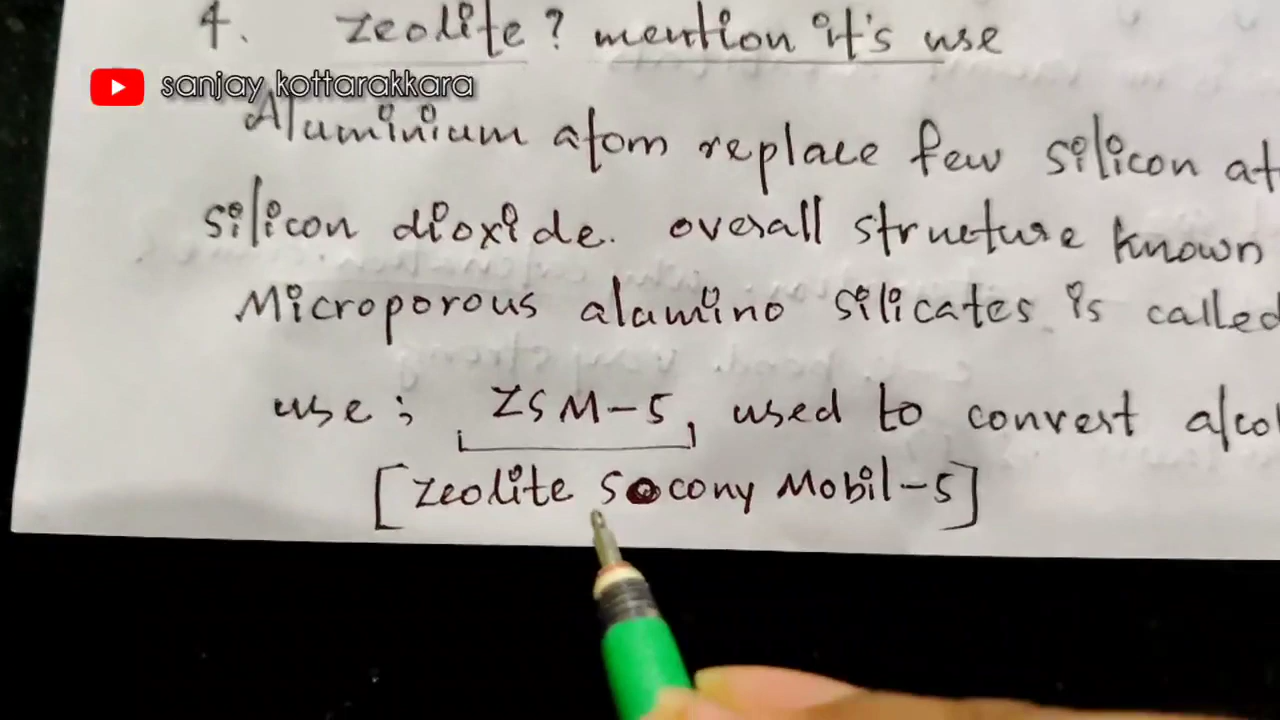 4. zeolite? mention it's use
sanjay kottarakkara
Aluminium atom replace few silicon at
silicon dioxide. overall structure known
Microporous alamino silicates is called
use; ZSM-5, used to convert alco
[zeolite Socony Mobil-5]